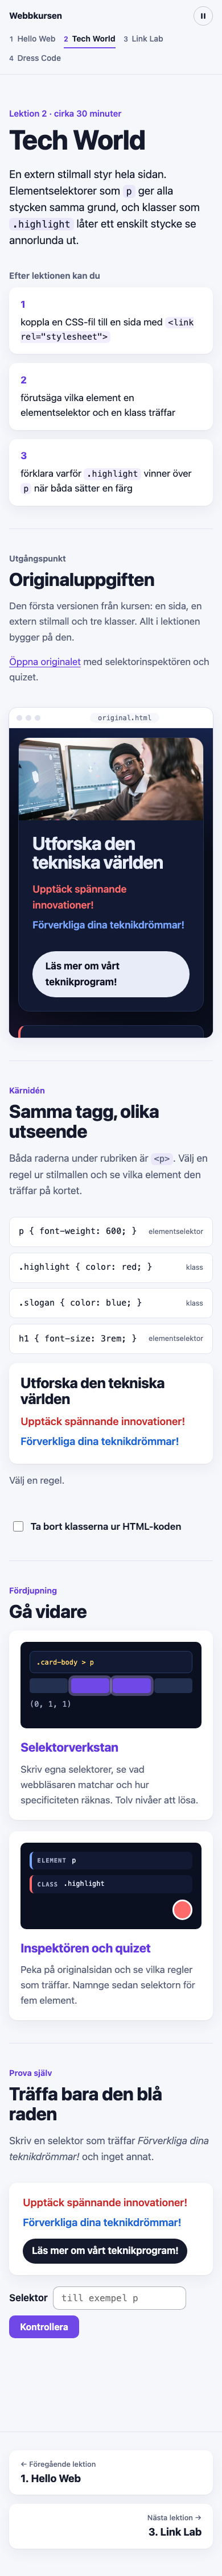 Webbkursen
1 Hello Web 2 Tech World 3 Link Lab
4 Dress Code
Lektion 2 · cirka 30 minuter
Tech World
En extern stilmall styr hela sidan.
Elementselektorer som p ger alla
stycken samma grund, och klasser som
.highlight låter ett enskilt stycke se
annorlunda ut.
Efter lektionen kan du
1
koppla en CSS-fil till en sida med <link
rel="stylesheet">
2
förutsäga vilka element en
elementselektor och en klass träffar
3
förklara varför .highlight vinner över
p när båda sätter en färg
Utgångspunkt
Originaluppgiften
Den första versionen från kursen: en sida, en
extern stilmall och tre klasser. Allt i lektionen
bygger på den.
Öppna originalet med selektorinspektören och
quizet.
original.html
Utforska den
tekniska världen
Upptäck spännande
innovationer!
Förverkliga dina teknikdrömmar!
Läs mer om vårt
teknikprogram!
Kärnidén
Samma tagg, olika
utseende
Båda raderna under rubriken är <p>. Välj en
regel ur stilmallen och se vilka element den
träffar på kortet.
p { font-weight: 600; } elementselektor
.highlight { color: red; } klass
.slogan { color: blue; } klass
h1 { font-size: 3rem; } elementselektor
Utforska den tekniska
världen
Upptäck spännande innovationer!
Förverkliga dina teknikdrömmar!
Välj en regel.
Ta bort klasserna ur HTML-koden
Fördjupning
Gå vidare
.card-body > p
(0, 1, 1)
Selektorverkstan
Skriv egna selektorer, se vad
webbläsaren matchar och hur
specificiteten räknas. Tolv nivåer att lösa.
ELEMENT p
CLASS .highlight
Inspektören och quizet
Peka på originalsidan och se vilka regler
som träffar. Namnge sedan selektorn för
fem element.
Prova själv
Träffa bara den blå
raden
Skriv en selektor som träffar Förverkliga dina
teknikdrömmar! och inget annat.
Upptäck spännande innovationer!
Förverkliga dina teknikdrömmar!
Läs mer om vårt teknikprogram!
Selektor till exempel p
Kontrollera
← Föregående lektion
1. Hello Web
Nästa lektion →
3. Link Lab